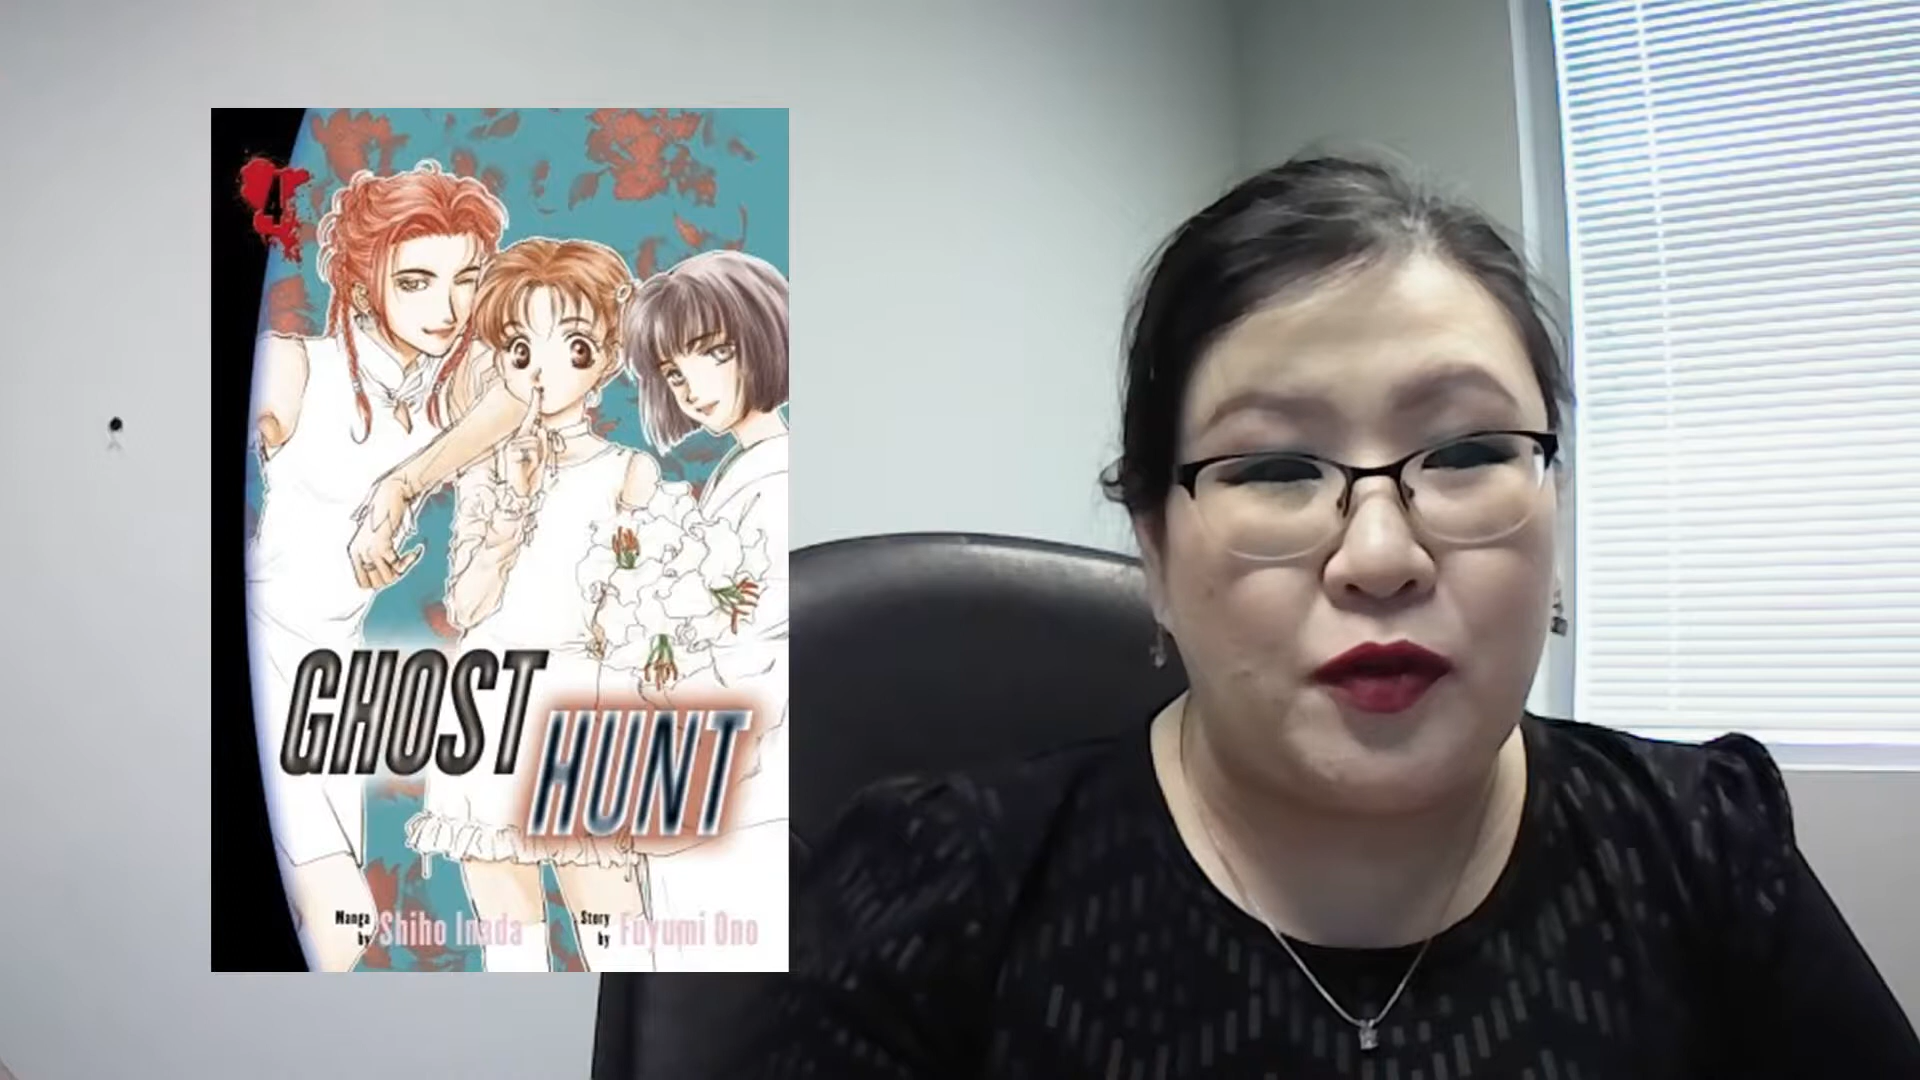 4
GHOST
HUNT
Manga by Shiho Inada
Story by Fuyumi Ono